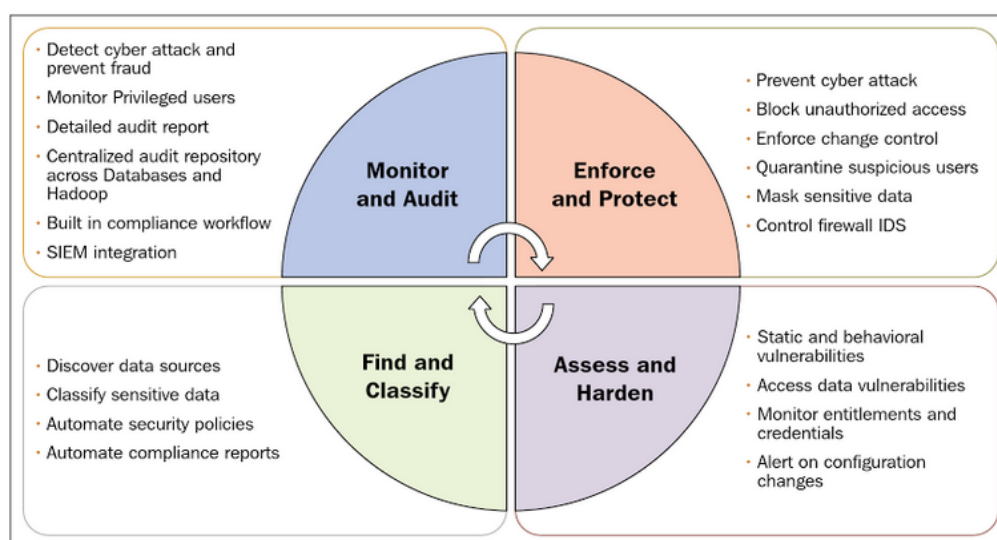 • Detect cyber attack and
prevent fraud
• Monitor Privileged users
• Detailed audit report
• Centralized audit repository
across Databases and
Hadoop
• Built in compliance workflow
• SIEM integration
Monitor
and Audit
Enforce
and Protect
• Prevent cyber attack
• Block unauthorized access
• Enforce change control
• Quarantine suspicious users
• Mask sensitive data
• Control firewall IDS
• Discover data sources
• Classify sensitive data
• Automate security policies
• Automate compliance reports
Find and
Classify
Assess and
Harden
• Static and behavioral
vulnerabilities
• Access data vulnerabilities
• Monitor entitlements and
credentials
• Alert on configuration
changes